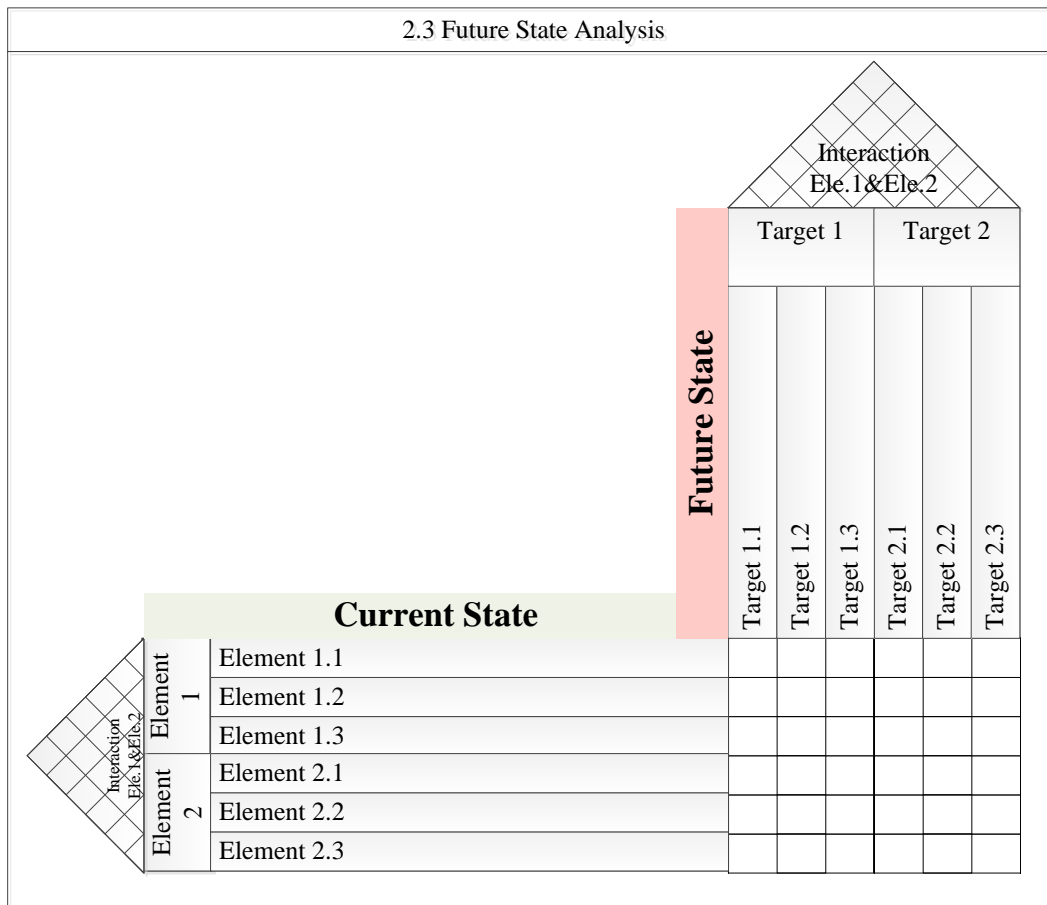 2.3 Future State Analysis
Interaction
Ele.1&Ele.2
Target 1
Target 2
Future State
Target 1.1
Target 1.2
Target 1.3
Target 2.1
Target 2.2
Target 2.3
Current State
Interaction
Ele.1&Ele.2
Element
1
Element 1.1
Element 1.2
Element 1.3
Element
2
Element 2.1
Element 2.2
Element 2.3